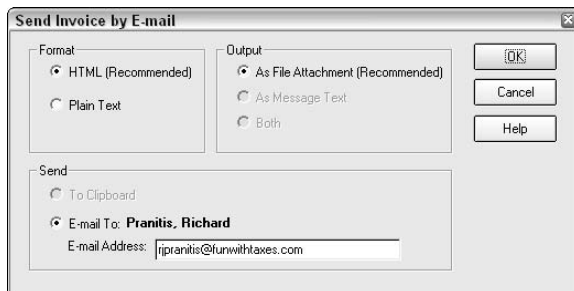 Send Invoice by E-mail
Format
HTML (Recommended)
Plain Text
Output
As File Attachment (Recommended)
As Message Text
Both
OK
Cancel
Help
Send
To Clipboard
E-mail To: Pranitis, Richard
E-mail Address: rjpranitis@funwithtaxes.com